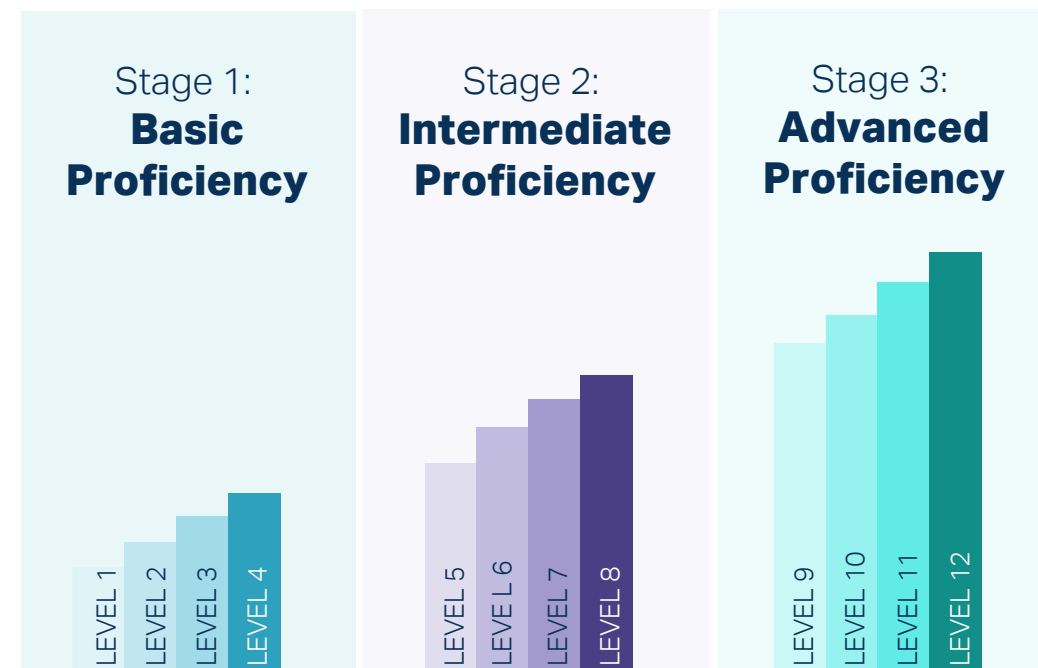 Stage 1:
Basic
Proficiency
LEVEL 1
LEVEL 2
LEVEL 3
LEVEL 4
Stage 2:
Intermediate
Proficiency
LEVEL 5
LEVEL 6
LEVEL 7
LEVEL 8
Stage 3:
Advanced
Proficiency
LEVEL 9
LEVEL 10
LEVEL 11
LEVEL 12